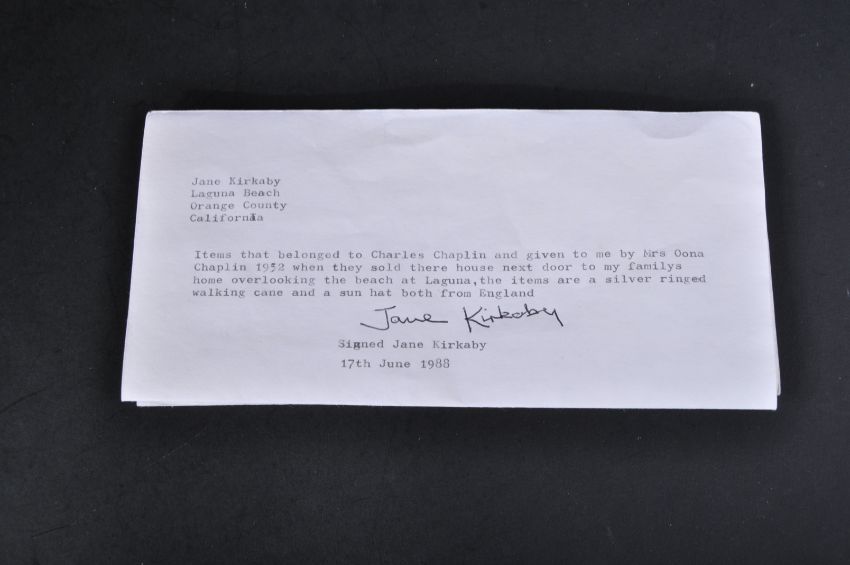 Jane Kirkaby
Laguna Beach
Orange County
California
Items that belonged to Charles Chaplin and given to me by Mrs Oona
Chaplin 1952 when they sold there house next door to my familys
home overlooking the beach at Laguna,the items are a silver ringed
walking cane and a sun hat both from England
Jane Kirkaby
Signed Jane Kirkaby
17th June 1988